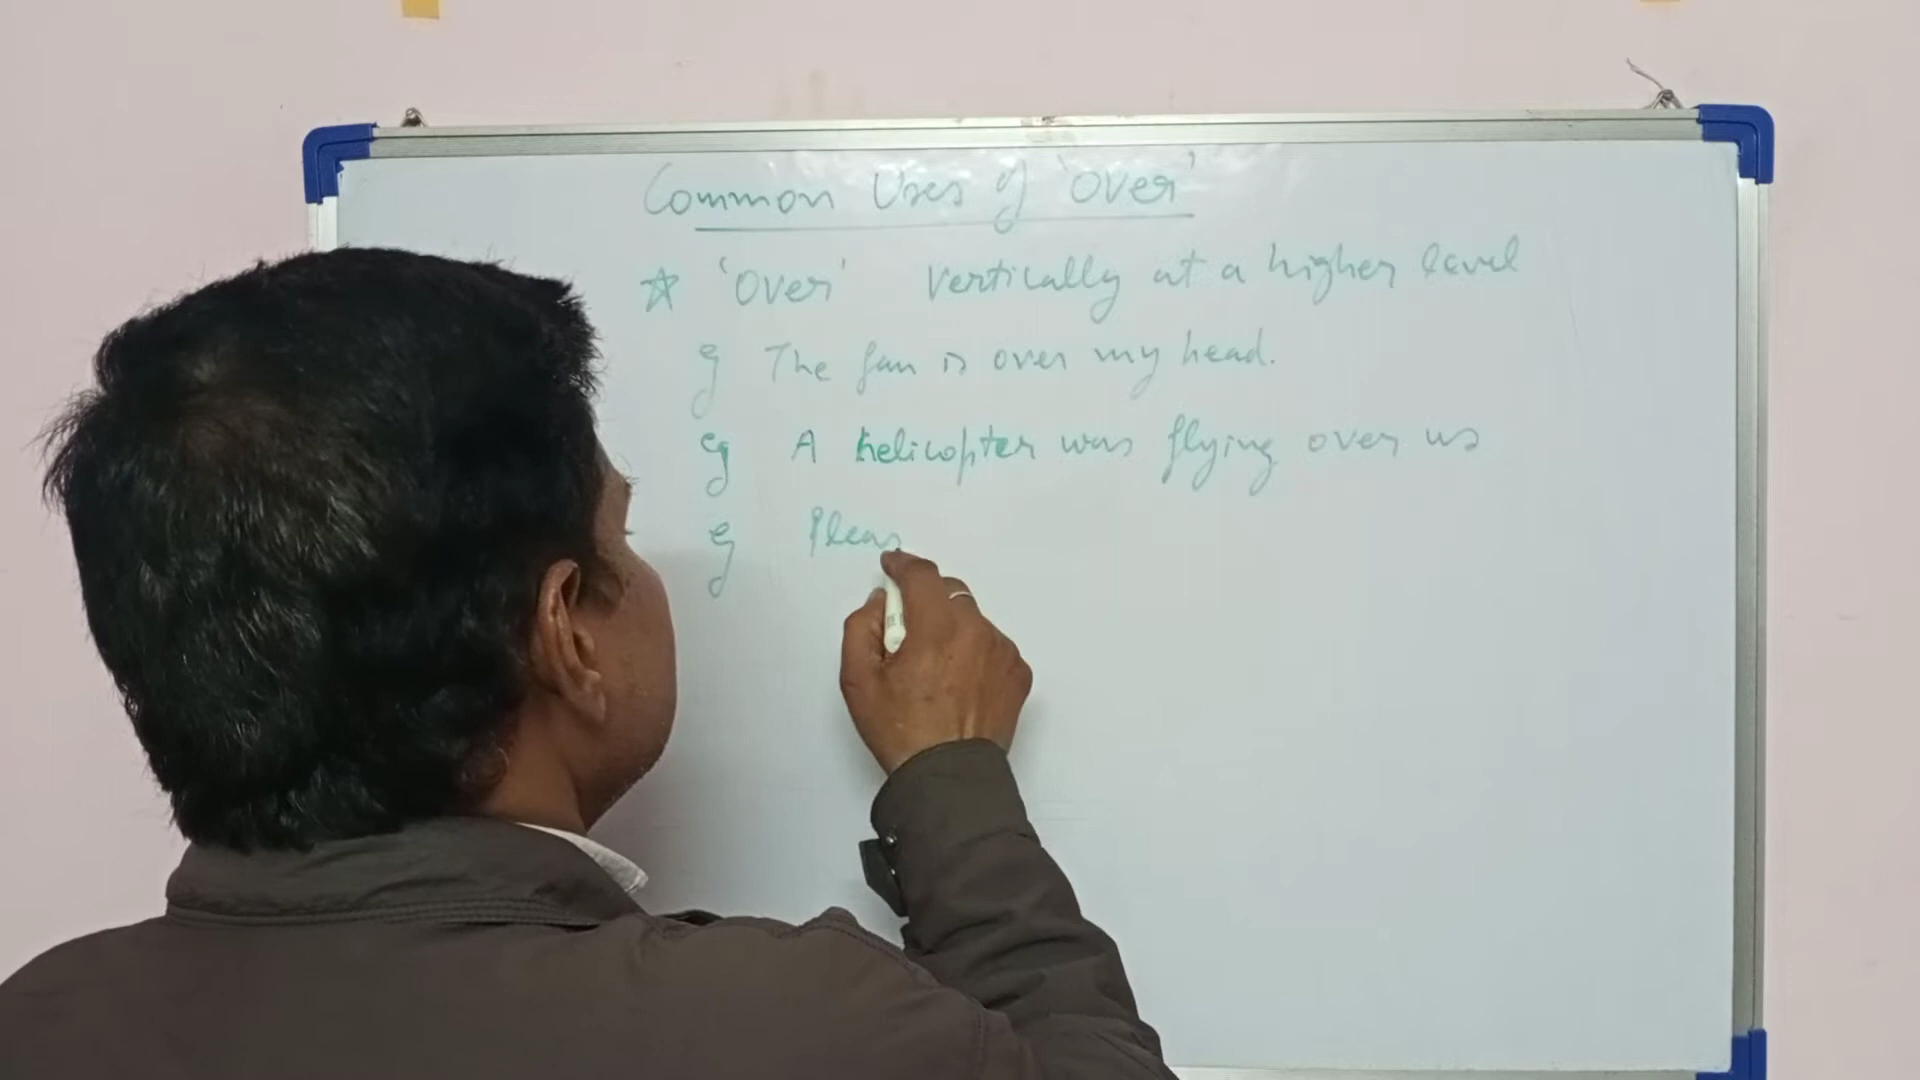 Common Uses of 'over'
☆ 'Over' vertically at a higher level
eg The fan is over my head.
eg A helicopter was flying over us
eg Pleas